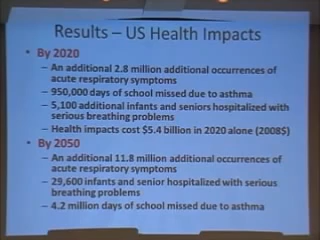 Results – US Health Impacts
• By 2020
– An additional 2.8 million additional occurrences of
acute respiratory symptoms
– 950,000 days of school missed due to asthma
– 5,100 additional infants and seniors hospitalized with
serious breathing problems
– Health impacts cost $5.4 billion in 2020 alone (2008$)
• By 2050
– An additional 11.8 million additional occurrences of
acute respiratory symptoms
– 29,600 infants and senior hospitalized with serious
breathing problems
– 4.2 million days of school missed due to asthma